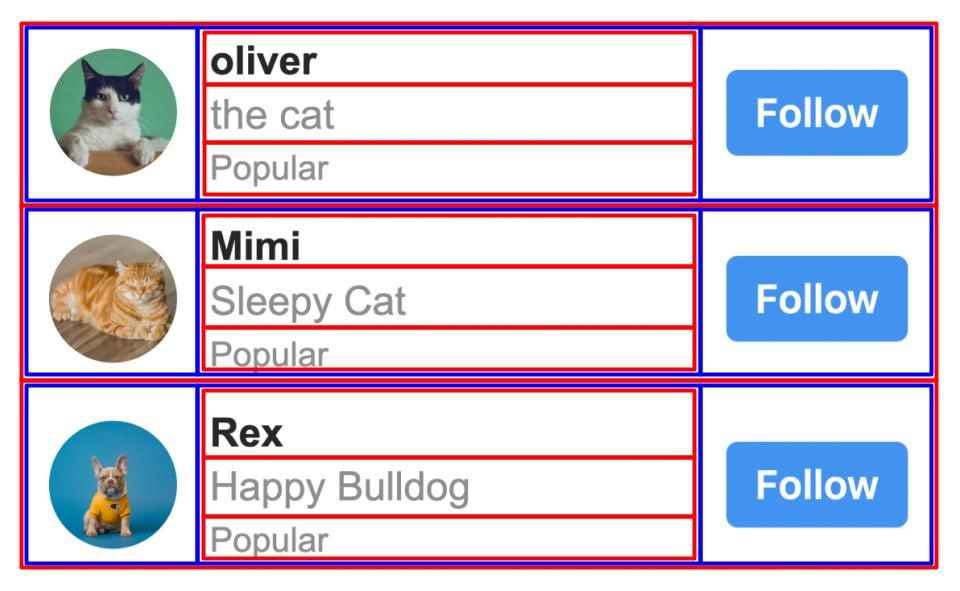 oliver
the cat
Popular
Follow
Mimi
Sleepy Cat
Popular
Follow
Rex
Happy Bulldog
Popular
Follow